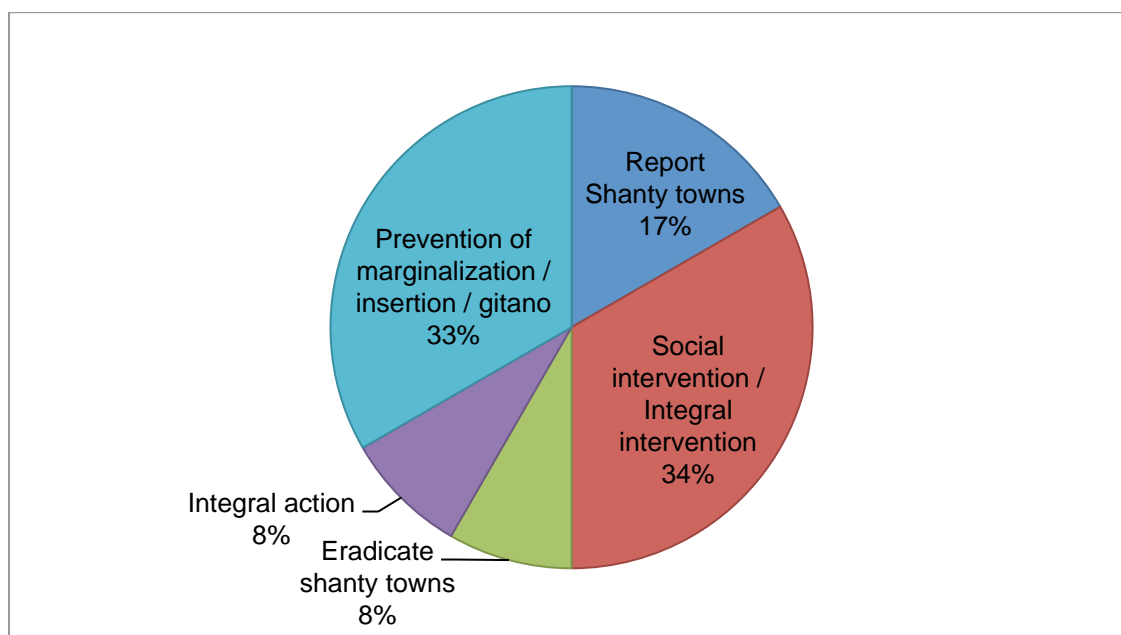 Report
Shanty towns
17%
Prevention of
marginalization /
insertion / gitano
33%
Social
intervention /
Integral
intervention
34%
Integral action
8%
Eradicate
shanty towns
8%